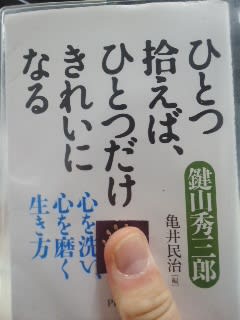 ひとつ
拾えば、
ひとつだけ
きれいに
なる
鍵山秀三郎
亀井民治[編]
心を洗い
心を磨く
生き方